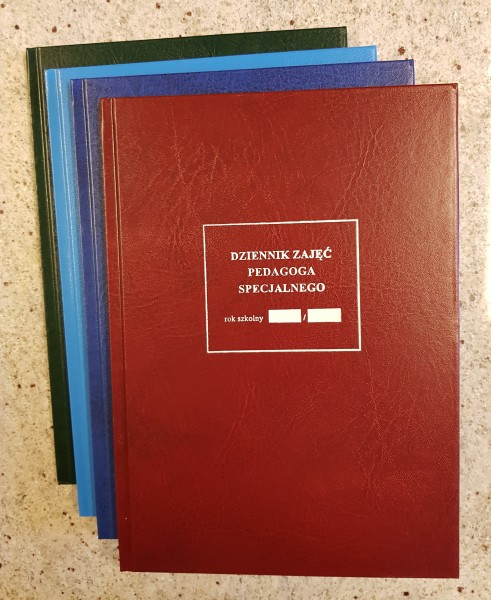 DZIENNIK ZAJĘĆ
PEDAGOGA
SPECJALNEGO
rok szkolny /